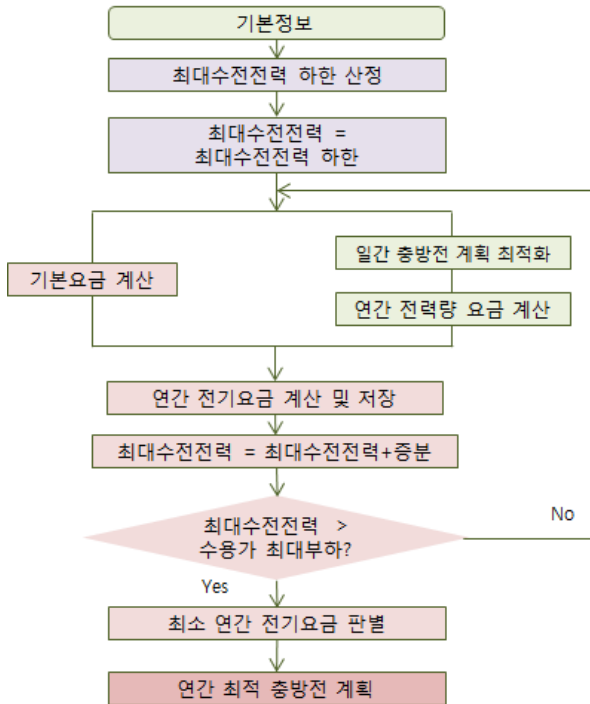 기본정보
최대수전전력 하한 산정
최대수전전력 =
최대수전전력 하한
기본요금 계산
일간 충방전 계획 최적화
연간 전력량 요금 계산
연간 전기요금 계산 및 저장
최대수전전력 = 최대수전전력+증분
최대수전전력 >
수용가 최대부하?
No
Yes
최소 연간 전기요금 판별
연간 최적 충방전 계획